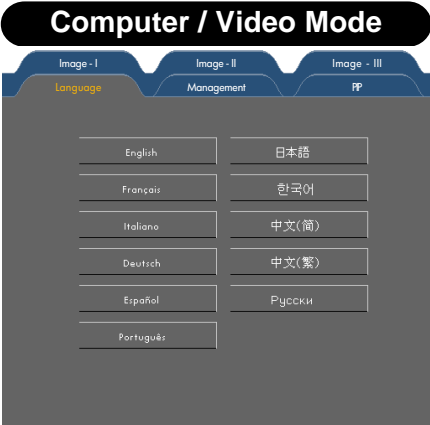 Computer / Video Mode
Image - I Image - II Image - III
Language Management PIP
English 日本語
Français 한국어
Italiano 中文(简)
Deutsch 中文(繁)
Español Русски
Português